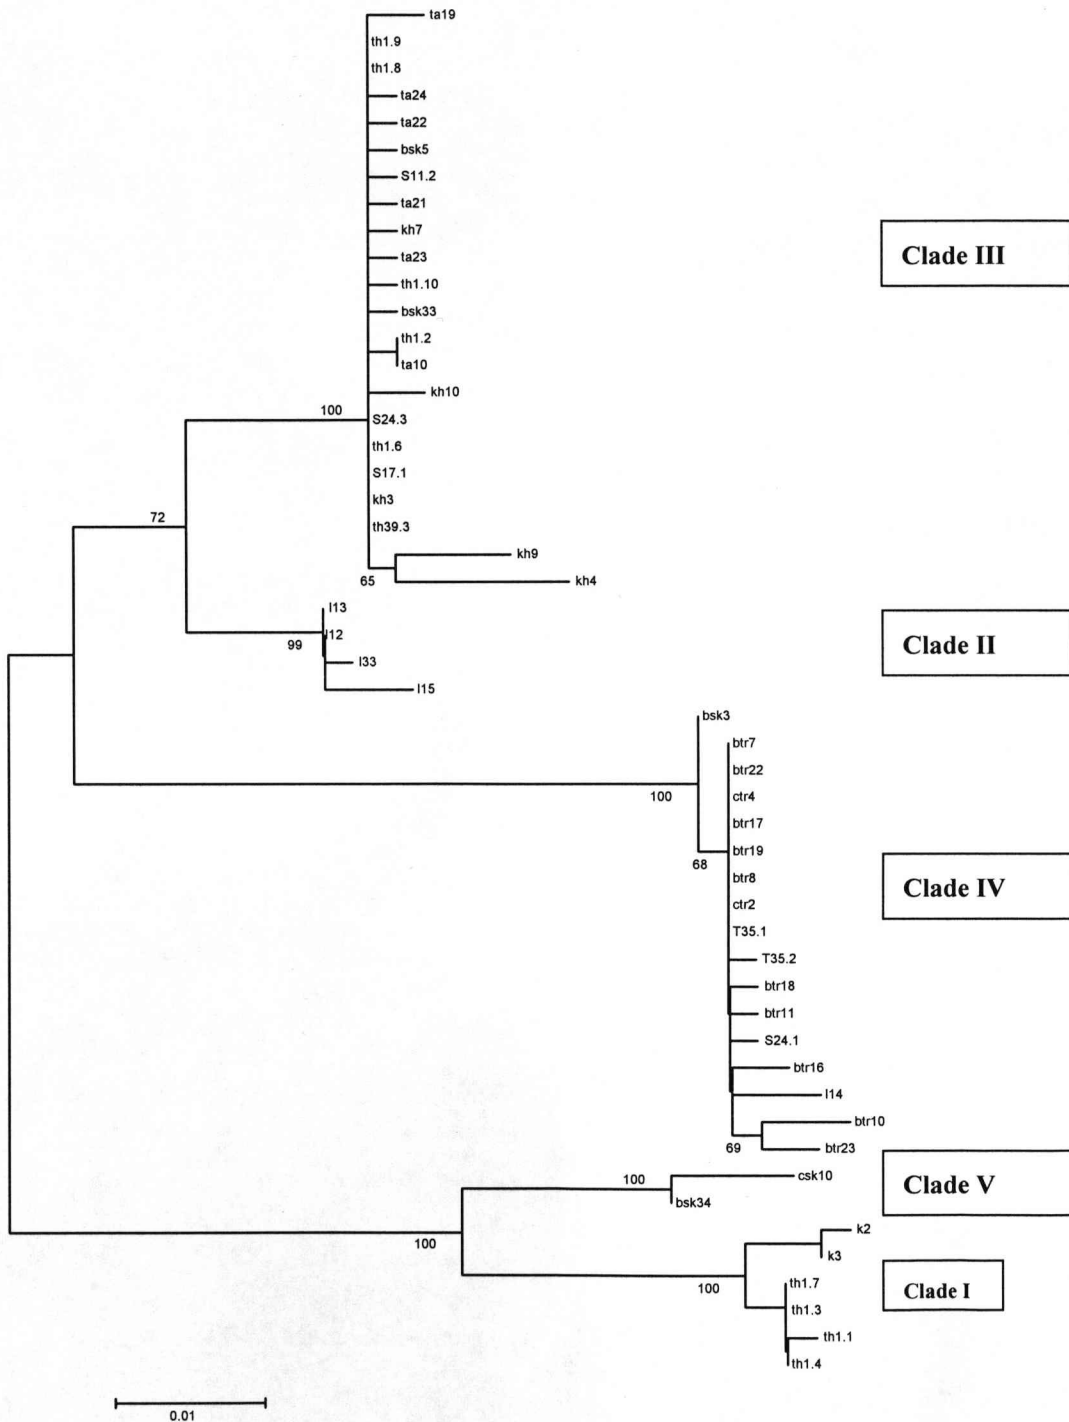 ta19
th1.9
th1.8
ta24
ta22
bsk5
S11.2
ta21
kh7
Clade III
ta23
th1.10
bsk33
th1.2
ta10
kh10
100
S24.3
th1.6
S17.1
kh3
72
th39.3
kh9
65
kh4
l13
l12
99
Clade II
l33
l15
bsk3
btr7
btr22
100
ctr4
btr17
btr19
68
btr8
Clade IV
ctr2
T35.1
T35.2
btr18
btr11
S24.1
btr16
l14
btr10
69
btr23
100
csk10
Clade V
bsk34
k2
100
k3
100
th1.7
Clade I
th1.3
th1.1
th1.4
0.01